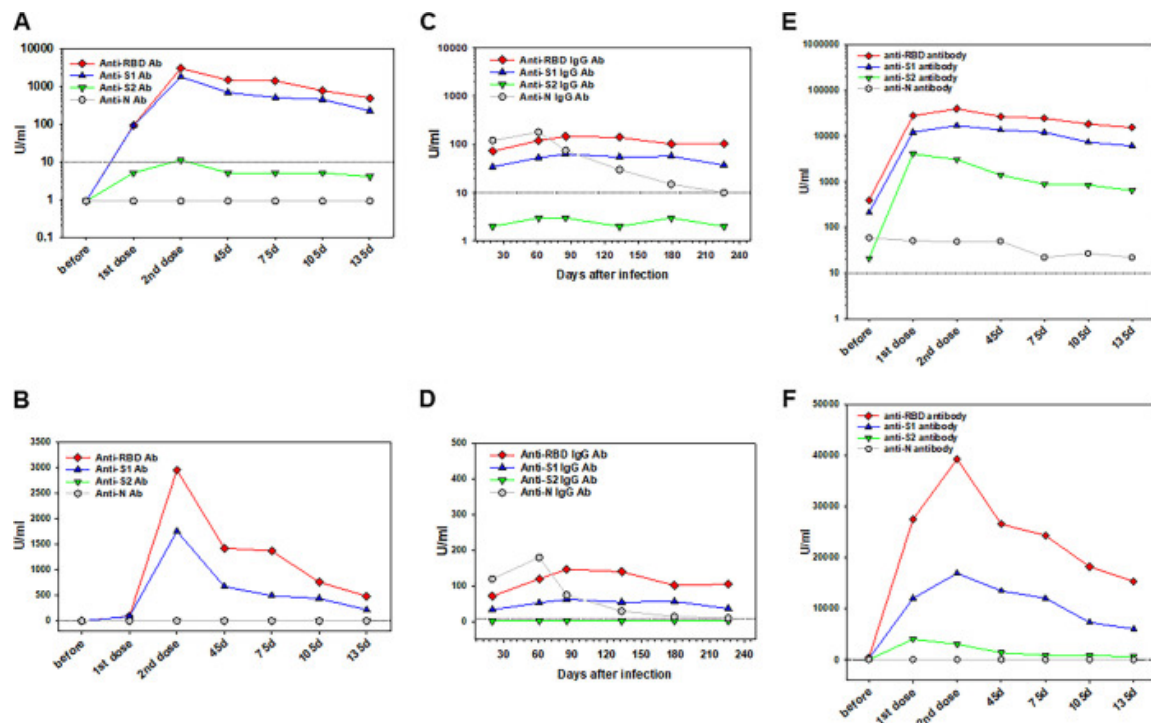 A
10000
1000
100
10
1
0.1
U/ml
Anti-RBD Ab
Anti-S1 Ab
Anti-S2 Ab
Anti-N Ab
before
1st dose
2nd dose
45d
75d
105d
135d
C
10000
1000
100
10
1
U/ml
Anti-RBD IgG Ab
Anti-S1 IgG Ab
Anti-S2 IgG Ab
Anti-N IgG Ab
30 60 90 120 150 180 210 240
Days after infection
E
1000000
100000
10000
1000
100
10
1
U/ml
anti-RBD antibody
anti-S1 antibody
anti-S2 antibody
anti-N antibody
before
1st dose
2nd dose
45d
75d
105d
135d
B
3500
3000
2500
2000
1500
1000
500
0
U/ml
Anti-RBD Ab
Anti-S1 Ab
Anti-S2 Ab
Anti-N Ab
before
1st dose
2nd dose
45d
75d
105d
135d
D
500
400
300
200
100
0
U/ml
Anti-RBD IgG Ab
Anti-S1 IgG Ab
Anti-S2 IgG Ab
Anti-N IgG Ab
30 60 90 120 150 180 210 240
Days after infection
F
50000
40000
30000
20000
10000
0
U/ml
anti-RBD antibody
anti-S1 antibody
anti-S2 antibody
anti-N antibody
before
1st dose
2nd dose
45d
75d
105d
135d